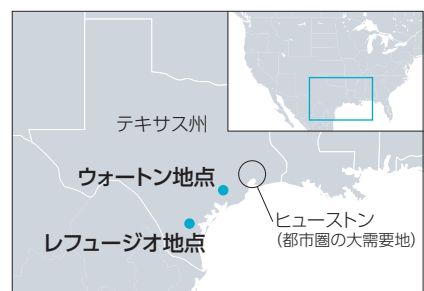 テキサス州
ウォートン地点
ヒューストン
(都市圏の大需要地)
レフュージオ地点